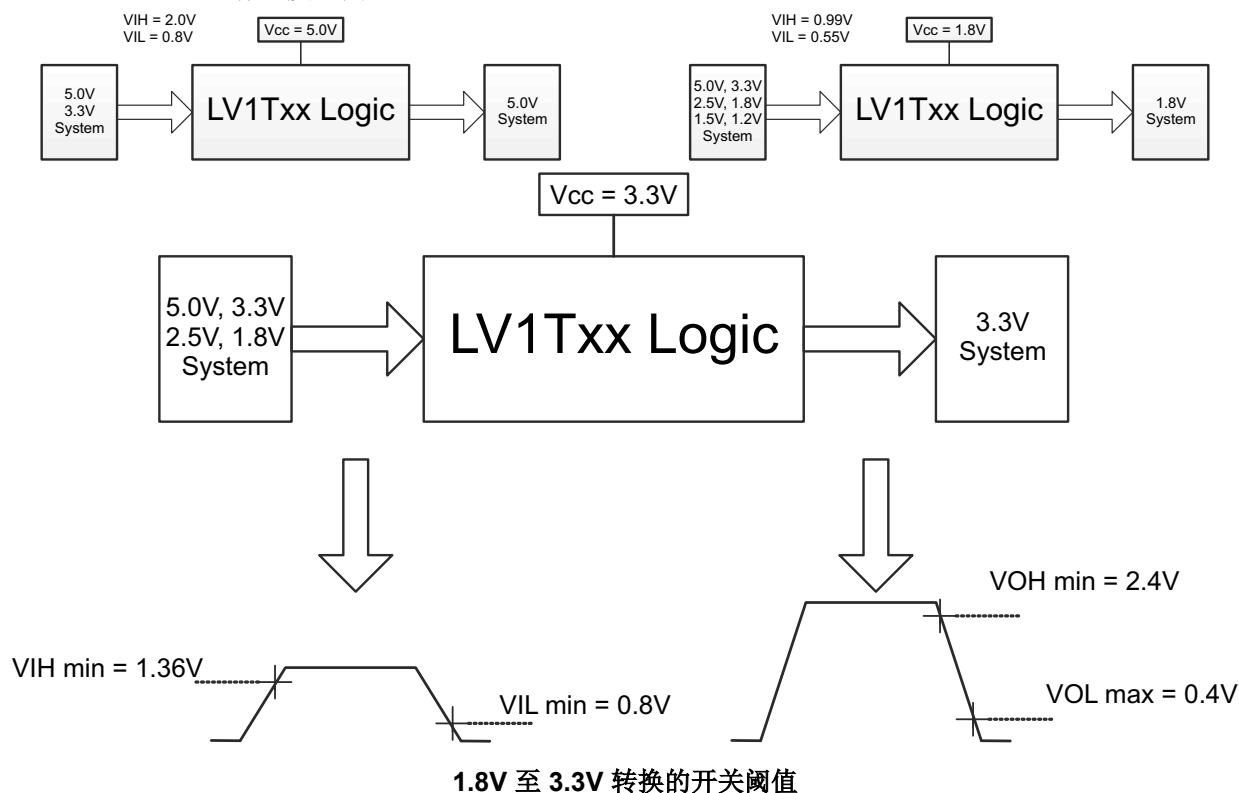 VIH = 2.0V
VIL = 0.8V
Vcc = 5.0V
5.0V
3.3V
System
LV1Txx Logic
5.0V
System
VIH = 0.99V
VIL = 0.55V
Vcc = 1.8V
5.0V, 3.3V
2.5V, 1.8V
1.5V, 1.2V
System
LV1Txx Logic
1.8V
System
Vcc = 3.3V
5.0V, 3.3V
2.5V, 1.8V
System
LV1Txx Logic
3.3V
System
VIH min = 1.36V
VIL min = 0.8V
VOH min = 2.4V
VOL max = 0.4V
1.8V 至 3.3V 转换的开关阈值